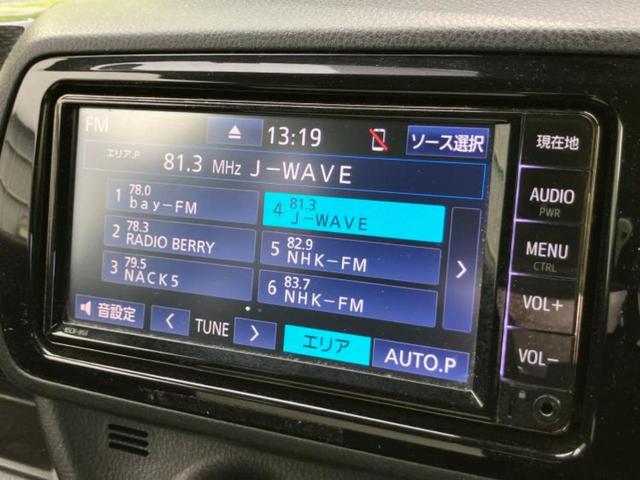 FM
13:19
ソース選択
エリア.P 81.3 MHz J-WAVE
1 78.0 bay-FM
2 78.3 RADIO BERRY
3 79.5 NACK5
4 81.3 J-WAVE
5 82.9 NHK-FM
6 83.7 NHK-FM
音設定
TUNE
エリア
AUTO.P
現在地
AUDIO
PWR
MENU
CTRL
VOL+
VOL-